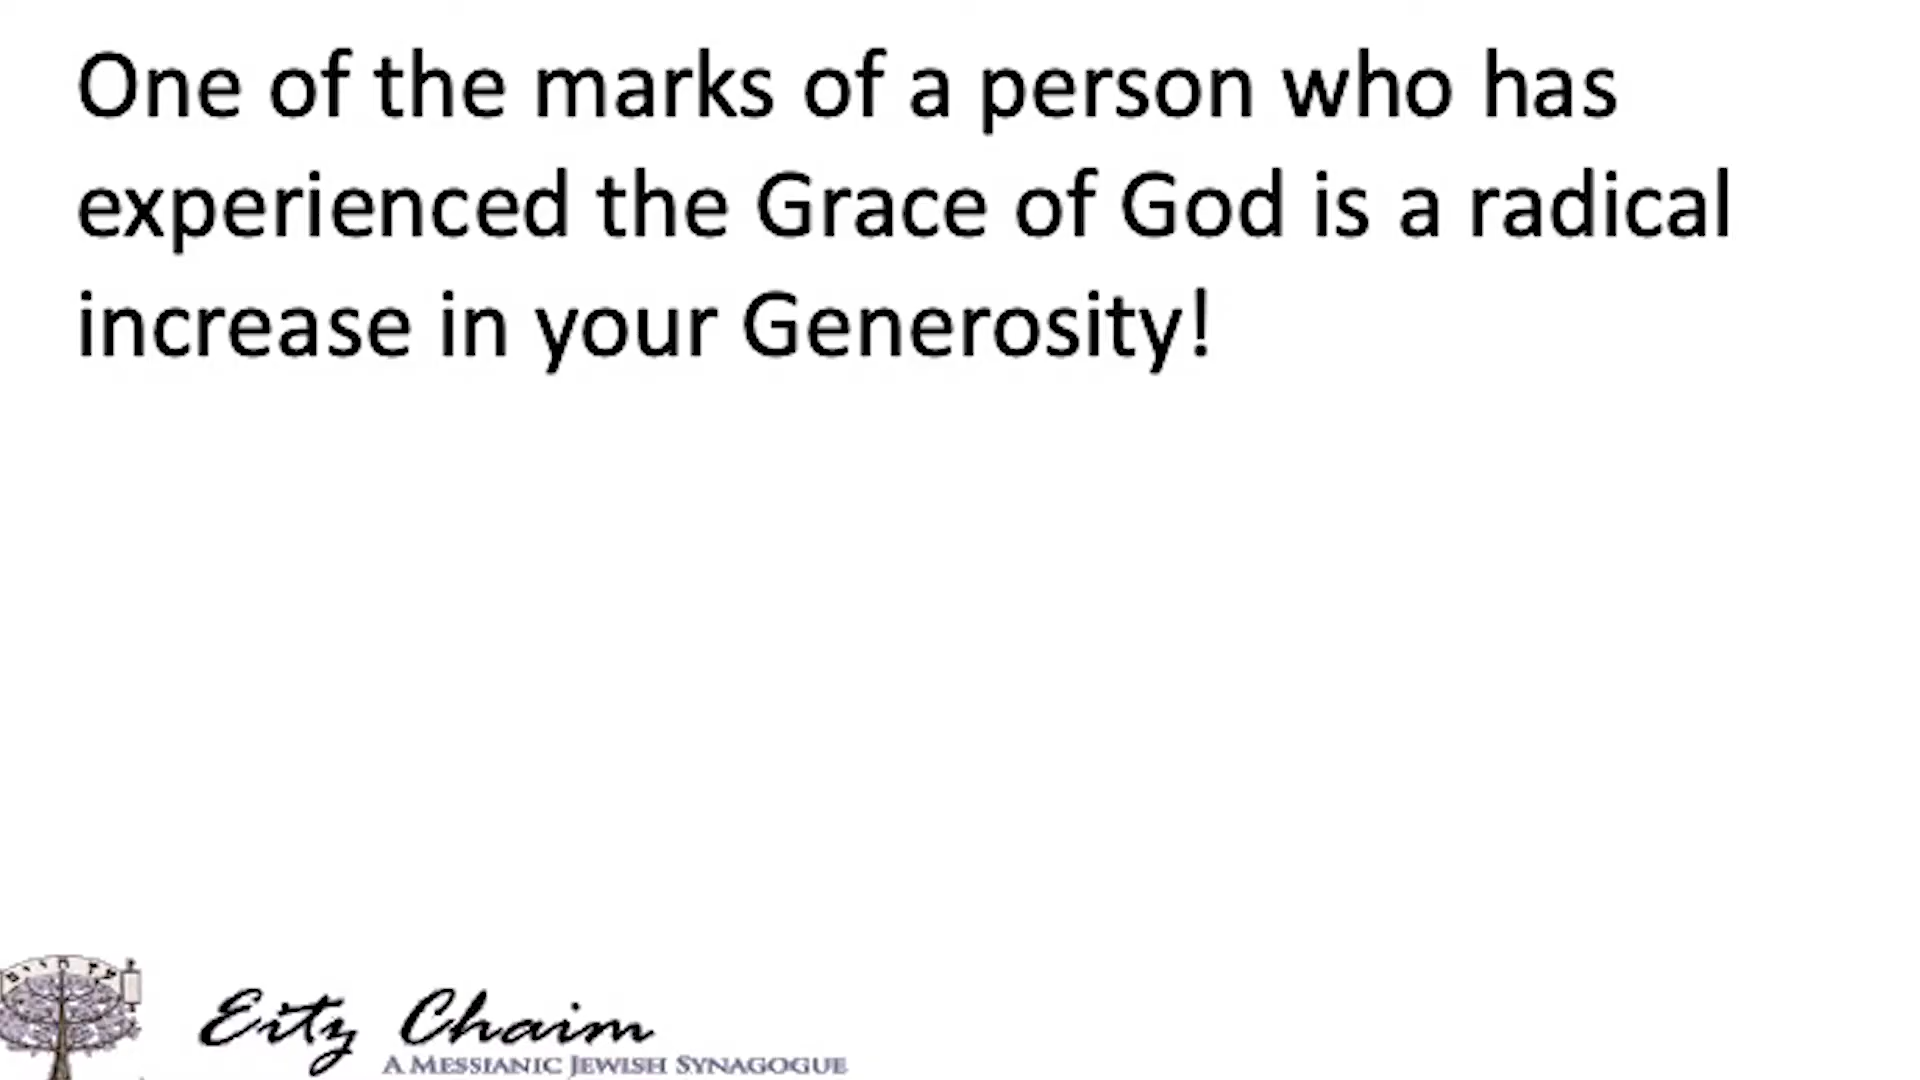 One of the marks of a person who has
experienced the Grace of God is a radical
increase in your Generosity!
Eitz Chaim
A Messianic Jewish Synagogue